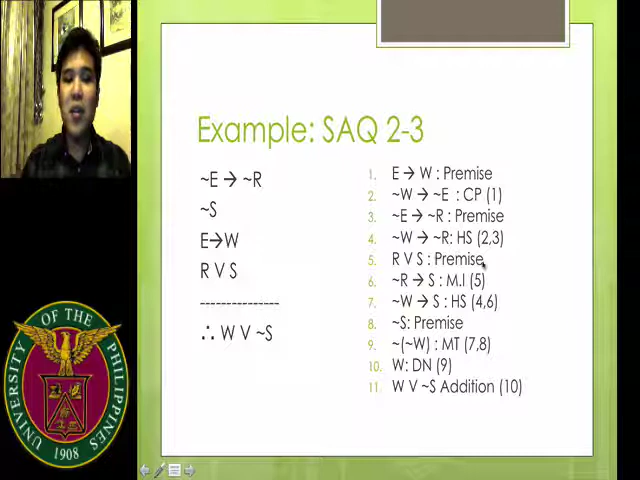 Example: SAQ 2-3
~E → ~R
~S
E→W
R V S
----------------
∴ W V ~S
1. E → W : Premise
2. ~W → ~E : CP (1)
3. ~E → ~R : Premise
4. ~W → ~R: HS (2,3)
5. R V S : Premise
6. ~R → S : M.I (5)
7. ~W → S : HS (4,6)
8. ~S: Premise
9. ~(~W) : MT (7,8)
10. W: DN (9)
11. W V ~S Addition (10)
UNIVERSITY OF THE PHILIPPINES
1908